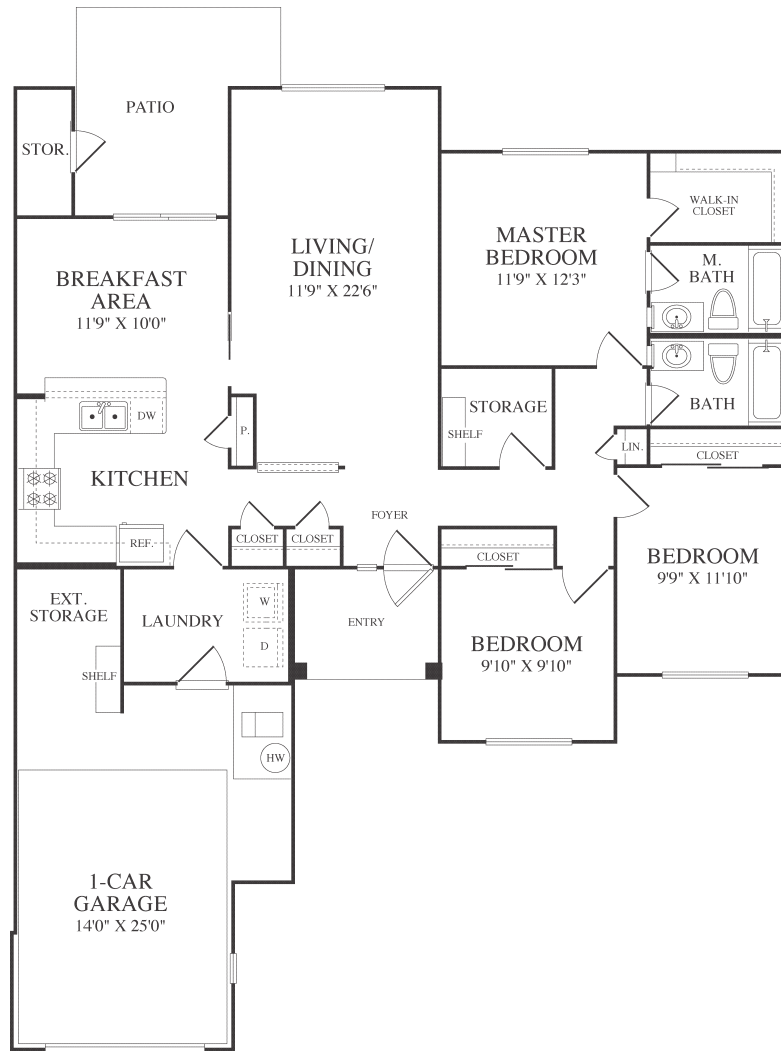 PATIO
STOR.
LIVING/
DINING
11'9" X 22'6"
MASTER
BEDROOM
11'9" X 12'3"
WALK-IN
CLOSET
M.
BATH
BREAKFAST
AREA
11'9" X 10'0"
BATH
DW
P.
STORAGE
SHELF
LIN.
CLOSET
KITCHEN
REF.
FOYER
CLOSET
CLOSET
CLOSET
BEDROOM
9'9" X 11'10"
EXT.
STORAGE
SHELF
LAUNDRY
W
D
ENTRY
BEDROOM
9'10" X 9'10"
HW
1-CAR
GARAGE
14'0" X 25'0"